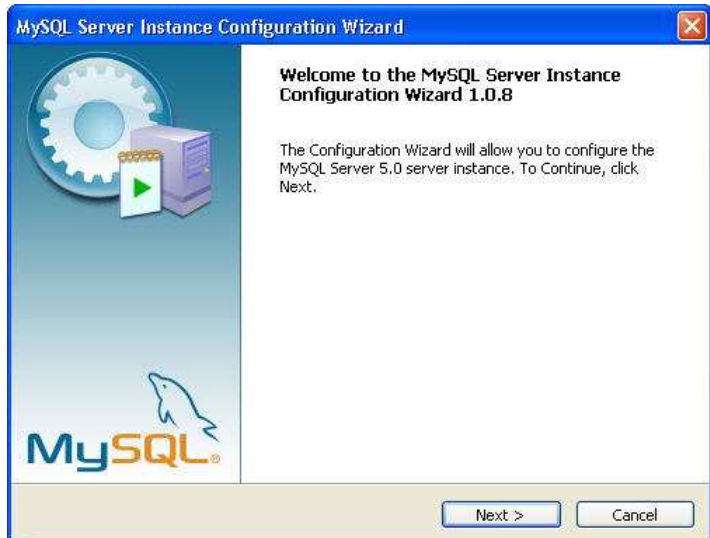 MySQL Server Instance Configuration Wizard
Welcome to the MySQL Server Instance
Configuration Wizard 1.0.8
The Configuration Wizard will allow you to configure the
MySQL Server 5.0 server instance. To Continue, click
Next.
MySQL®
Next >
Cancel